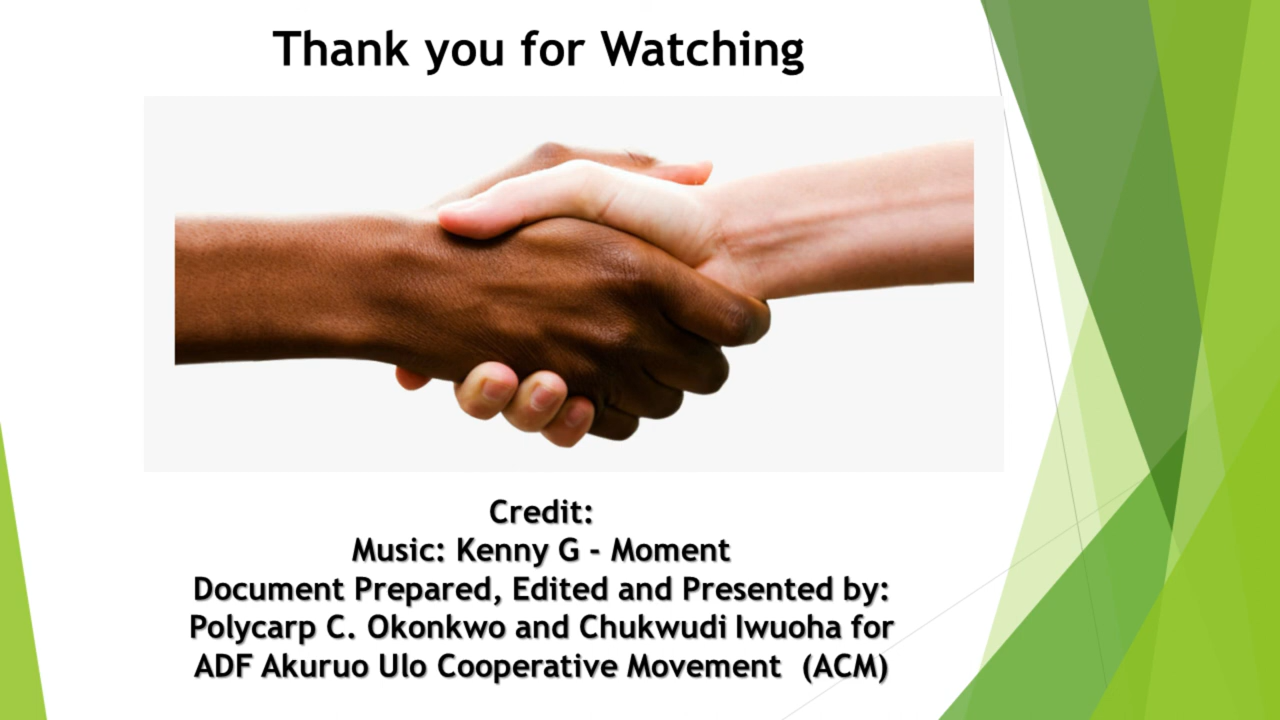 Thank you for Watching
Credit:
Music: Kenny G - Moment
Document Prepared, Edited and Presented by:
Polycarp C. Okonkwo and Chukwudi Iwuoha for
ADF Akuruo Ulo Cooperative Movement (ACM)